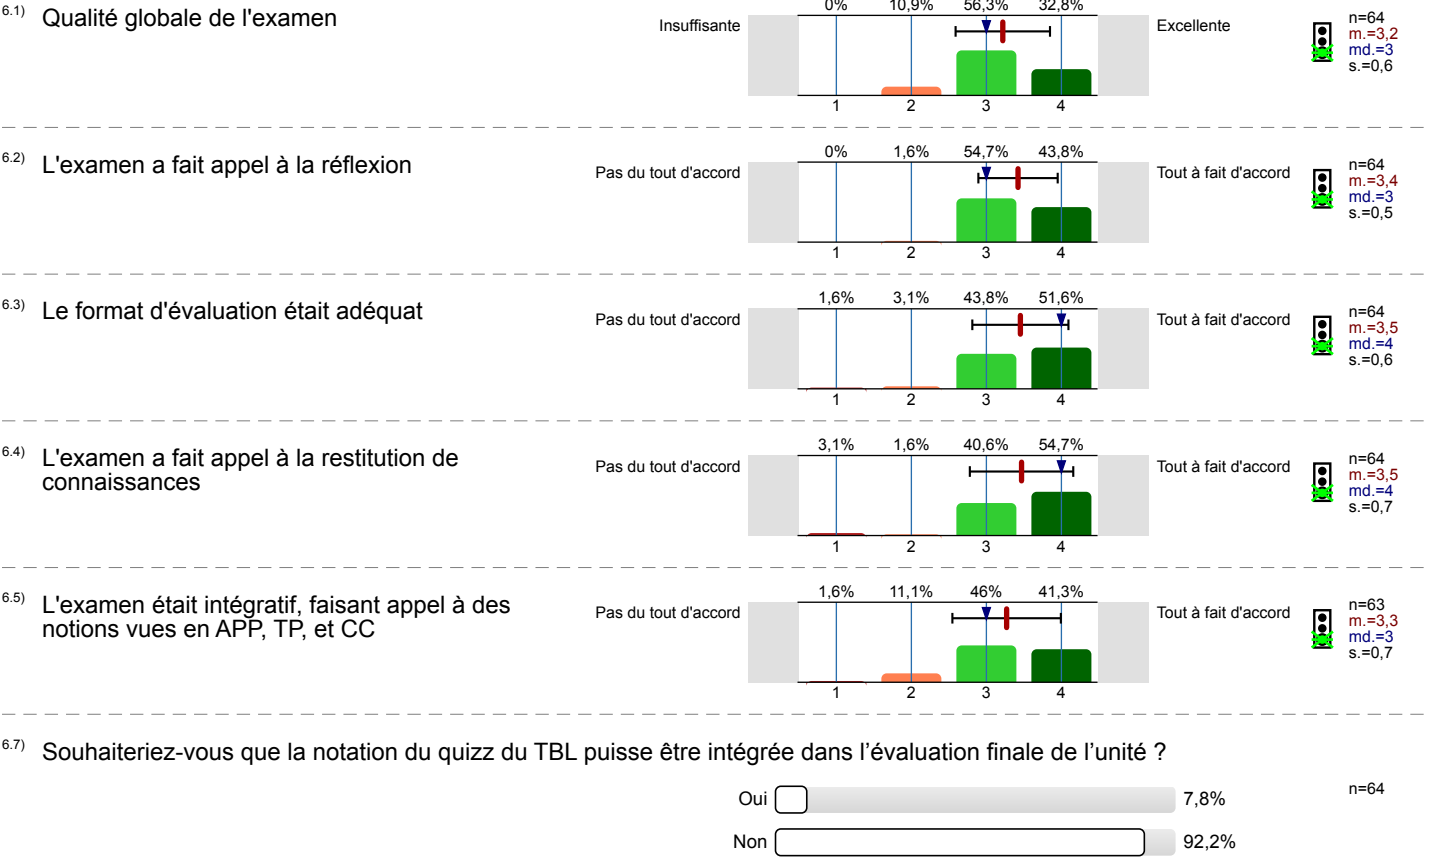 6.1) Qualité globale de l'examen
Insuffisante
0% 10,9% 56,3% 32,8%
1 2 3 4
Excellente
n=64
m.=3,2
md.=3
s.=0,6
6.2) L'examen a fait appel à la réflexion
Pas du tout d'accord
0% 1,6% 54,7% 43,8%
1 2 3 4
Tout à fait d'accord
n=64
m.=3,4
md.=3
s.=0,5
6.3) Le format d'évaluation était adéquat
Pas du tout d'accord
1,6% 3,1% 43,8% 51,6%
1 2 3 4
Tout à fait d'accord
n=64
m.=3,5
md.=4
s.=0,6
6.4) L'examen a fait appel à la restitution de
connaissances
Pas du tout d'accord
3,1% 1,6% 40,6% 54,7%
1 2 3 4
Tout à fait d'accord
n=64
m.=3,5
md.=4
s.=0,7
6.5) L'examen était intégratif, faisant appel à des
notions vues en APP, TP, et CC
Pas du tout d'accord
1,6% 11,1% 46% 41,3%
1 2 3 4
Tout à fait d'accord
n=63
m.=3,3
md.=3
s.=0,7
6.7) Souhaiteriez-vous que la notation du quizz du TBL puisse être intégrée dans l’évaluation finale de l’unité ?
Oui 7,8%
n=64
Non 92,2%